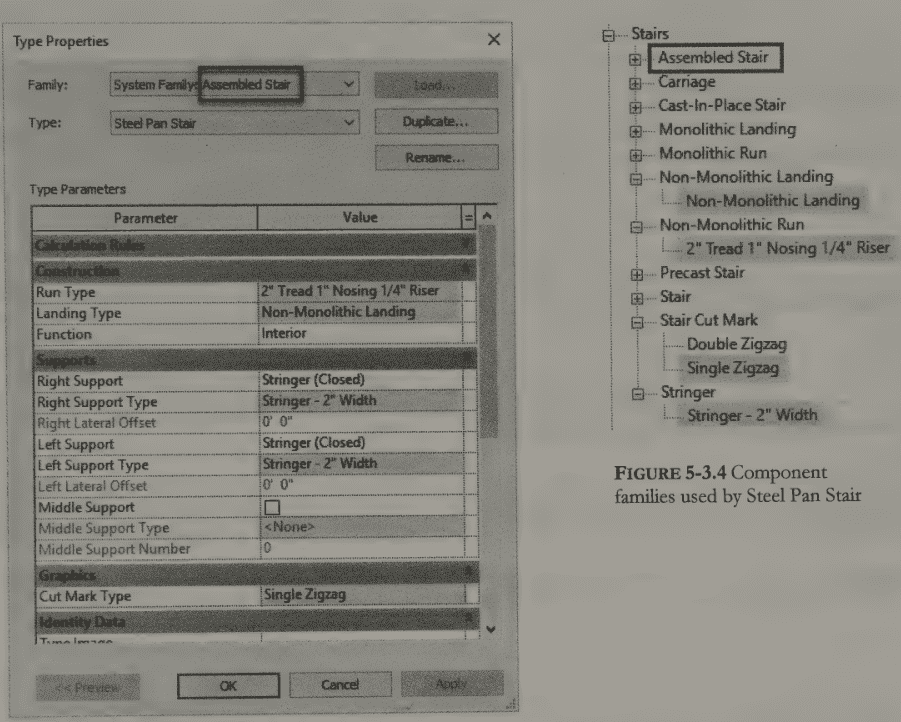 Type Properties
Family: System Family: Assembled Stair Load...
Type: Steel Pan Stair Duplicate...
Rename...
Type Parameters
Parameter Value =
Calculation Rules
Construction
Run Type 2" Tread 1" Nosing 1/4" Riser
Landing Type Non-Monolithic Landing
Function Interior
Supports
Right Support Stringer (Closed)
Right Support Type Stringer - 2" Width
Right Lateral Offset 0' 0"
Left Support Stringer (Closed)
Left Support Type Stringer - 2" Width
Left Lateral Offset 0' 0"
Middle Support
Middle Support Type <None>
Middle Support Number 0
Graphics
Cut Mark Type Single Zigzag
Identity Data
Type Image
<< Preview OK Cancel Apply
Stairs
Assembled Stair
Carriage
Cast-In-Place Stair
Monolithic Landing
Monolithic Run
Non-Monolithic Landing
Non-Monolithic Landing
Non-Monolithic Run
2" Tread 1" Nosing 1/4" Riser
Precast Stair
Stair
Stair Cut Mark
Double Zigzag
Single Zigzag
Stringer
Stringer - 2" Width
FIGURE 5-3.4 Component
families used by Steel Pan Stair